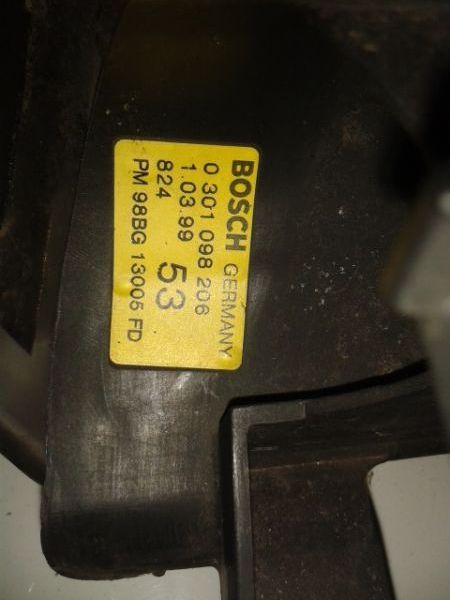 BOSCH GERMANY
0 301 098 206
1.03.99 53
824
PM 98BG 13005 FD